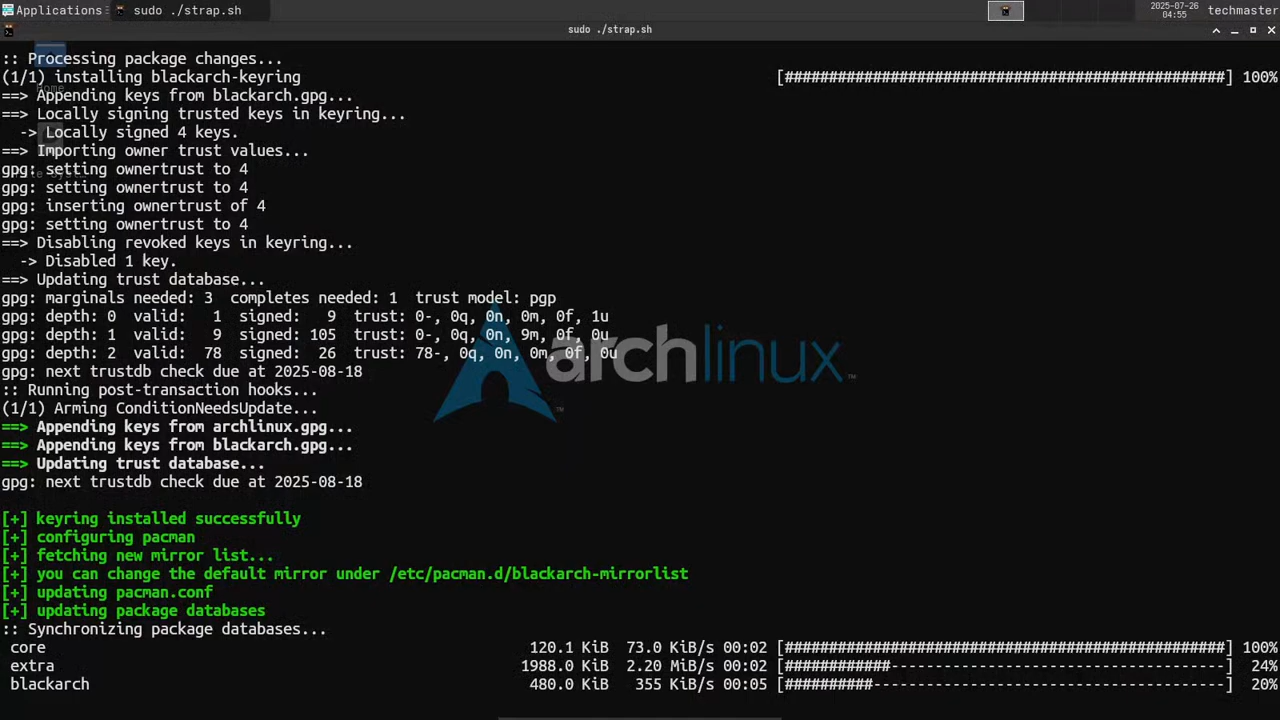 Applications
sudo ./strap.sh
2025-07-26
04:55
techmaster
sudo ./strap.sh
:: Processing package changes...
(1/1) installing blackarch-keyring [##################################################] 100%
==> Appending keys from blackarch.gpg...
Home
==> Locally signing trusted keys in keyring...
-> Locally signed 4 keys.
==> Importing owner trust values...
gpg: setting ownertrust to 4
gpg: setting ownertrust to 4
gpg: inserting ownertrust of 4
gpg: setting ownertrust to 4
==> Disabling revoked keys in keyring...
-> Disabled 1 key.
==> Updating trust database...
gpg: marginals needed: 3 completes needed: 1 trust model: pgp
gpg: depth: 0 valid: 1 signed: 9 trust: 0-, 0q, 0n, 0m, 0f, 1u
gpg: depth: 1 valid: 9 signed: 105 trust: 0-, 0q, 0n, 9m, 0f, 0u
gpg: depth: 2 valid: 78 signed: 26 trust: 78-, 0q, 0n, 0m, 0f, 0u
archlinux™
gpg: next trustdb check due at 2025-08-18
:: Running post-transaction hooks...
(1/1) Arming ConditionNeedsUpdate...
™
==> Appending keys from archlinux.gpg...
==> Appending keys from blackarch.gpg...
==> Updating trust database...
gpg: next trustdb check due at 2025-08-18
[+] keyring installed successfully
[+] configuring pacman
[+] fetching new mirror list...
[+] you can change the default mirror under /etc/pacman.d/blackarch-mirrorlist
[+] updating pacman.conf
[+] updating package databases
:: Synchronizing package databases...
core 120.1 KiB 73.0 KiB/s 00:02 [##################################################] 100%
extra 1988.0 KiB 2.20 MiB/s 00:02 [############--------------------------------------] 24%
blackarch 480.0 KiB 355 KiB/s 00:05 [##########----------------------------------------] 20%